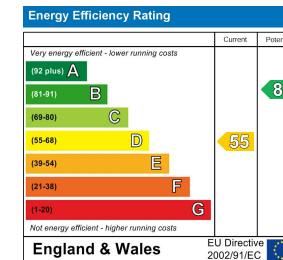 Energy Efficiency Rating
Current
Very energy efficient - lower running costs
(92 plus) A
(81-91) B
(69-80) C
(55-68) D
55
(39-54) E
(21-38) F
(1-20) G
Not energy efficient - higher running costs
England & Wales
EU Directive
2002/91/EC